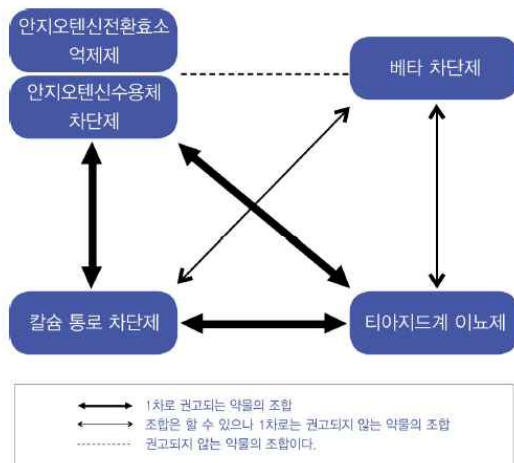 안지오텐신전환효소
억제제
안지오텐신수용체
차단제
베타 차단제
칼슘 통로 차단제
티아지드계 이뇨제
1차로 권고되는 약물의 조합
조합은 할 수 있으나 1차로는 권고되지 않는 약물의 조합
권고되지 않는 약물의 조합이다.